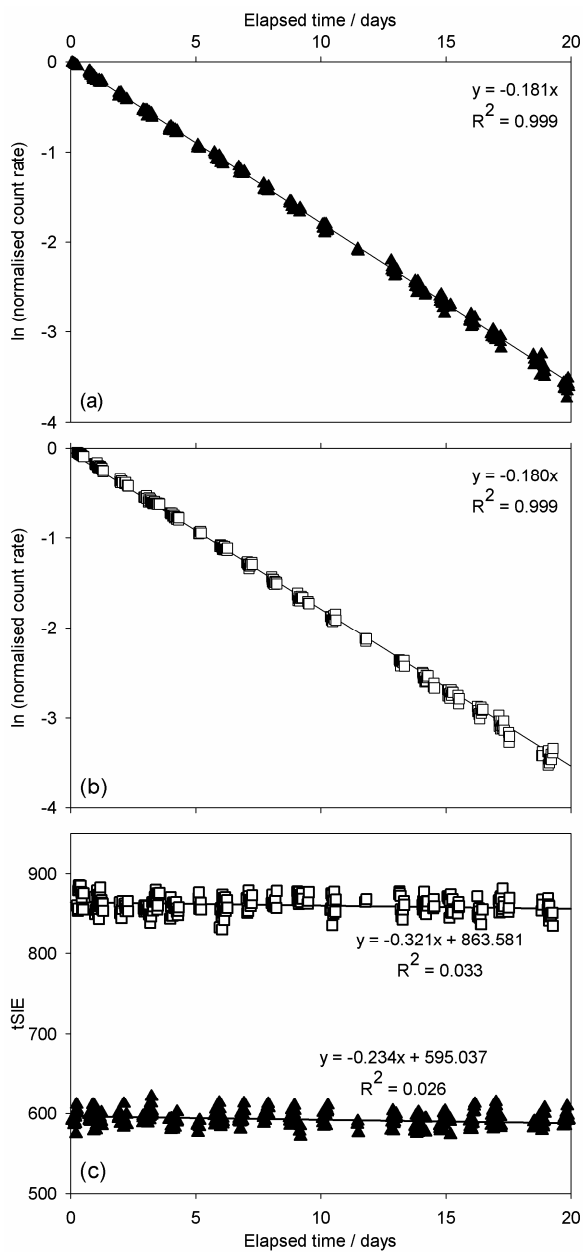 Elapsed time / days
0 5 10 15 20
0
y = -0.181x
R2 = 0.999
-1
ln (normalised count rate)
-2
-3
(a)
-4
0
y = -0.180x
R2 = 0.999
-1
ln (normalised count rate)
-2
-3
(b)
-4
900
y = -0.321x + 863.581
R2 = 0.033
800
tSIE
700
y = -0.234x + 595.037
R2 = 0.026
600
(c)
500
0 5 10 15 20
Elapsed time / days